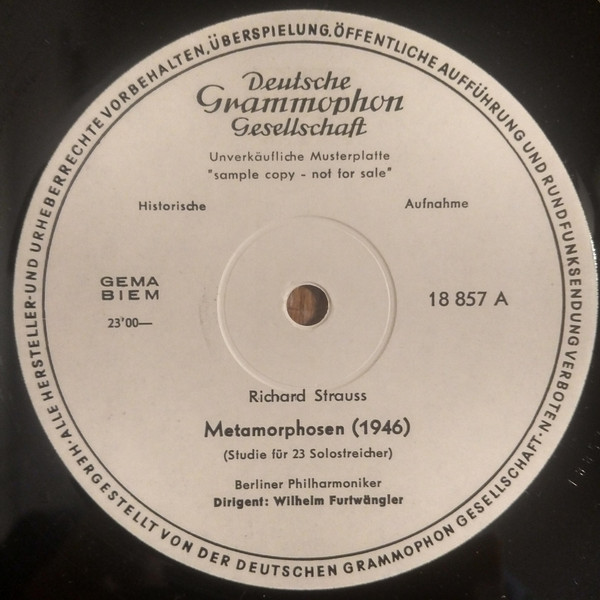 Deutsche
Grammophon
Gesellschaft
Unverkäufliche Musterplatte
"sample copy - not for sale"
Historische Aufnahme
GEMA
BIEM
18 857 A
23'00—
Richard Strauss
Metamorphosen (1946)
(Studie für 23 Solostreicher)
Berliner Philharmoniker
Dirigent: Wilhelm Furtwängler
·ALLE HERSTELLER-UND URHEBERRECHTE VORBEHALTEN.ÜBERSPIELUNG,ÖFFENTLICHE AUFFÜHRUNG UND RUNDFUNKSENDUNG VERBOTEN·
HERGESTELLT VON DER DEUTSCHEN GRAMMOPHON GESELLSCHAFT·